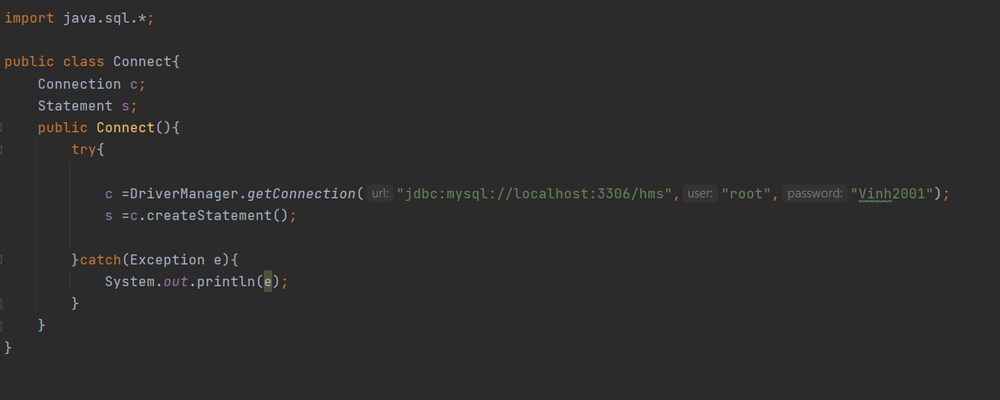 import java.sql.*;
public class Connect{
Connection c;
Statement s;
public Connect(){
try{
c =DriverManager.getConnection( url: "jdbc:mysql://localhost:3306/hms", user: "root", password: "Vinh2001");
s =c.createStatement();
}catch(Exception e){
System.out.println(e);
}
}
}